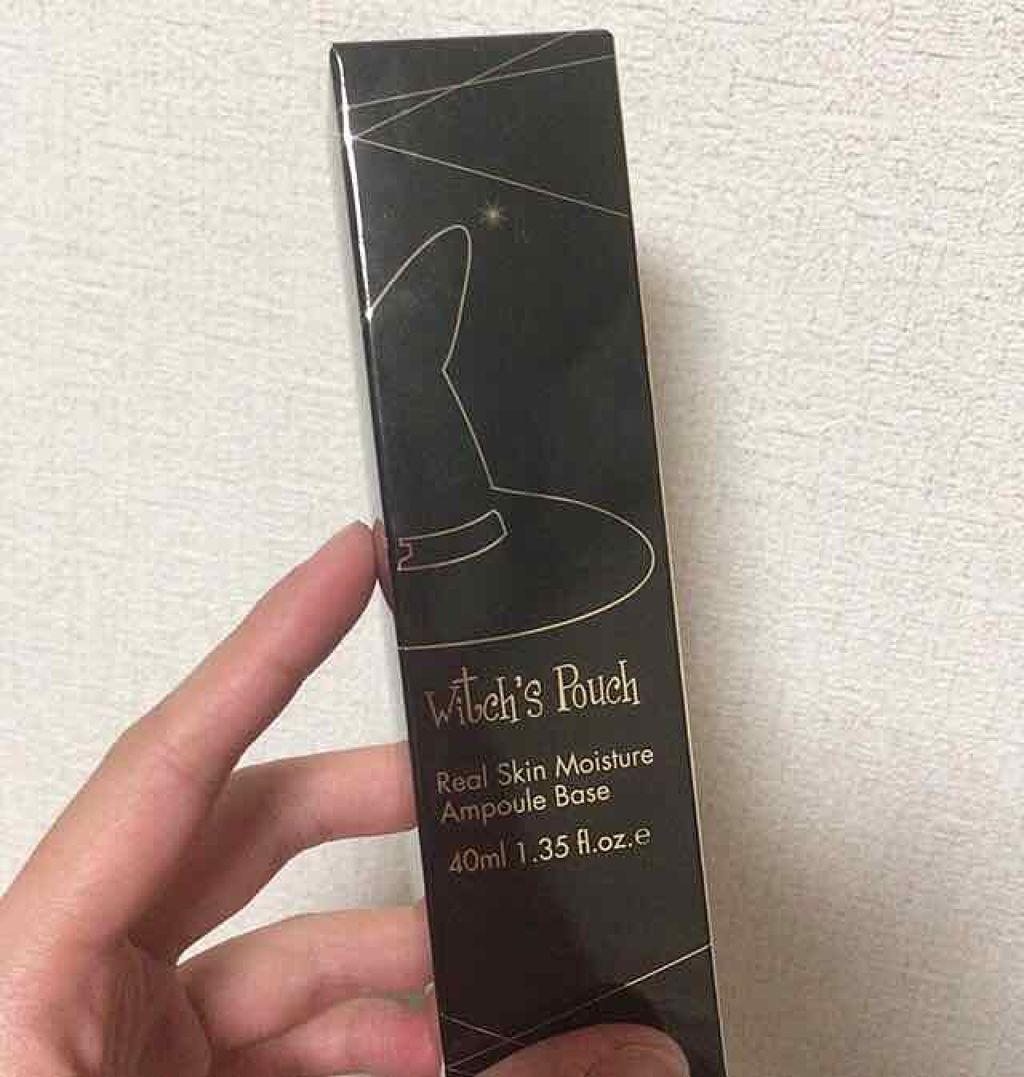 Witch's Pouch
Real Skin Moisture
Ampoule Base
40ml 1.35 fl.oz.e